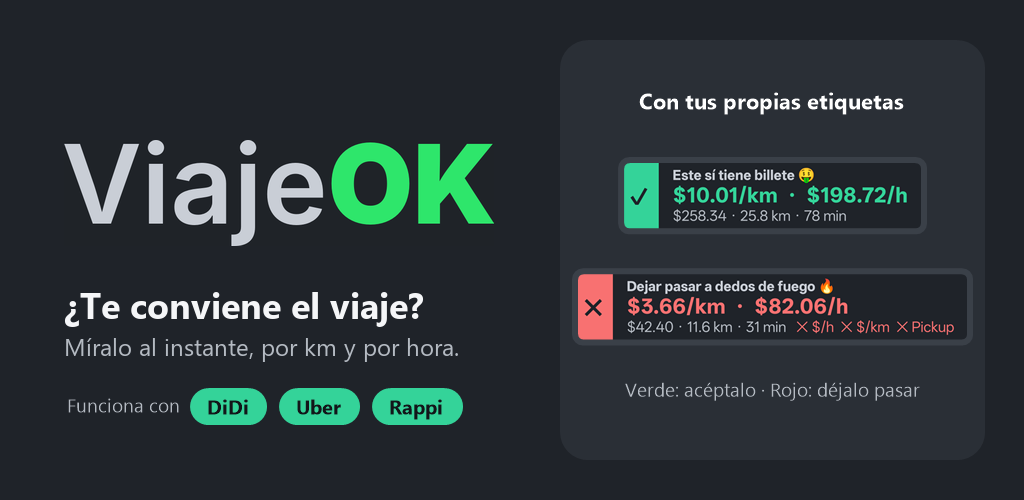 ViajeOK
¿Te conviene el viaje?
Míralo al instante, por km y por hora.
Funciona con DiDi Uber Rappi
Con tus propias etiquetas
✓ Este sí tiene billete 🤑
$10.01/km · $198.72/h
$258.34 · 25.8 km · 78 min
✕ Dejar pasar a dedos de fuego 🔥
$3.66/km · $82.06/h
$42.40 · 11.6 km · 31 min ✕ $/h ✕ $/km ✕ Pickup
Verde: acéptalo · Rojo: déjalo pasar